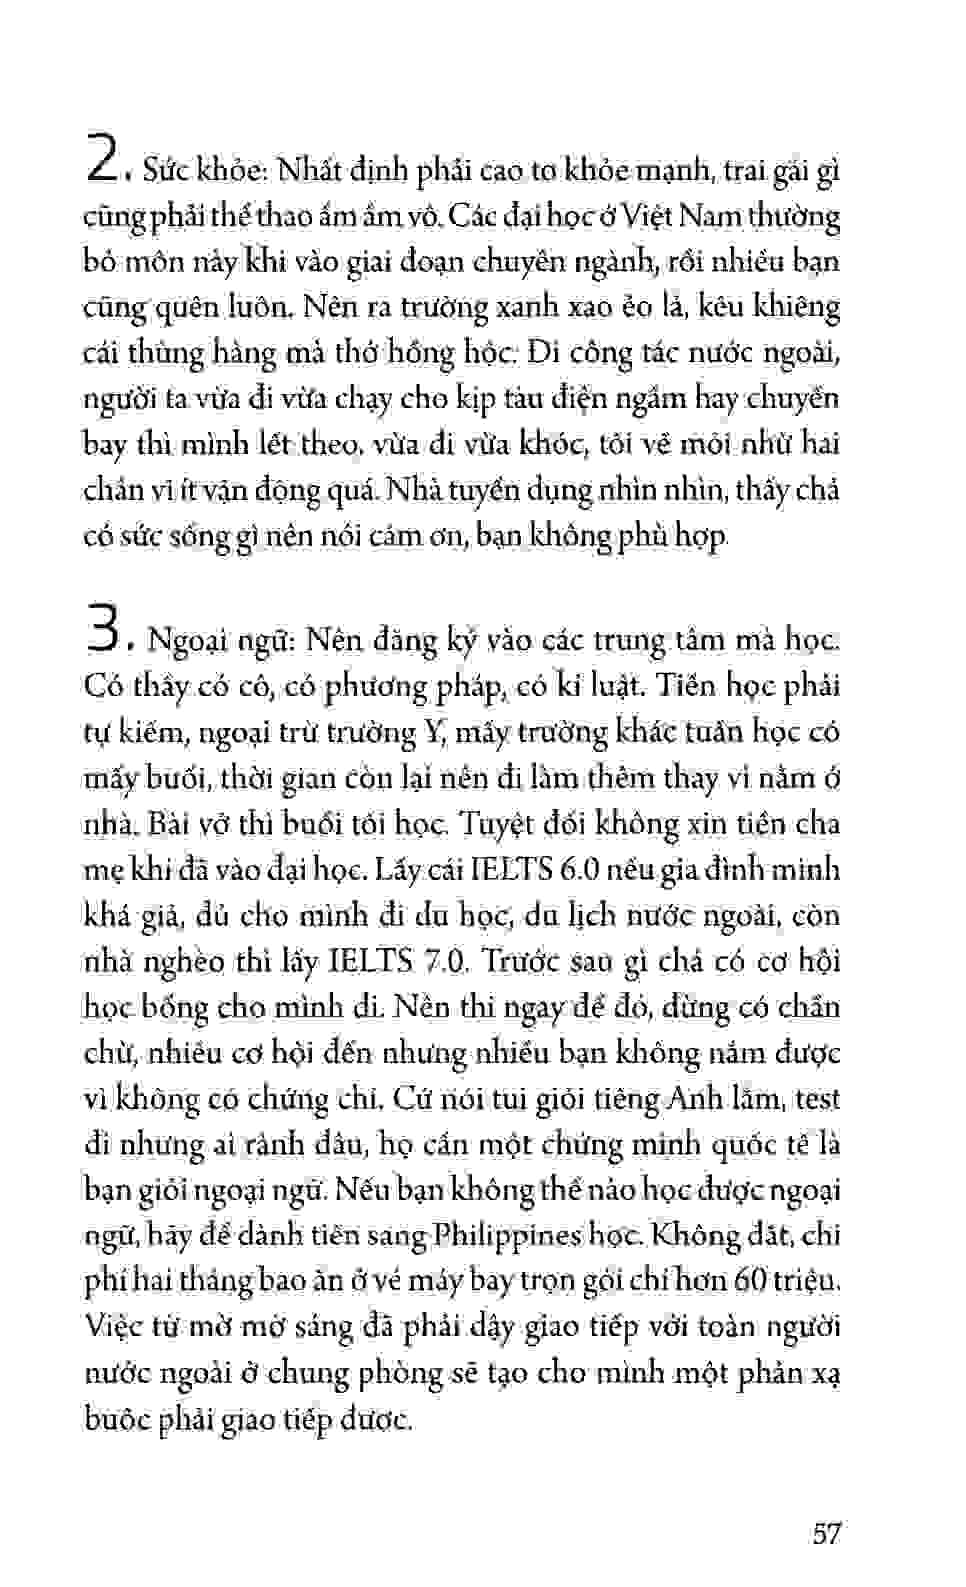 2. Sức khỏe: Nhất định phải cao to khỏe mạnh, trai gái gì
cũng phải thể thao ầm ầm vô. Các đại học ở Việt Nam thường
bỏ môn này khi vào giai đoạn chuyên ngành, rồi nhiều bạn
cũng quên luôn. Nên ra trường xanh xao ẻo lả, kêu khiêng
cái thùng hàng mà thở hồng hộc. Đi công tác nước ngoài,
người ta vừa đi vừa chạy cho kịp tàu điện ngầm hay chuyến
bay thì mình lết theo, vừa đi vừa khóc, tối về mỏi nhừ hai
chân vì ít vận động quá. Nhà tuyển dụng nhìn nhìn, thấy chả
có sức sống gì nên nói cảm ơn, bạn không phù hợp.
3. Ngoại ngữ: Nên đăng ký vào các trung tâm mà học.
Có thầy có cô, có phương pháp, có kỉ luật. Tiền học phải
tự kiếm, ngoại trừ trường Y, mấy trường khác tuần học có
mấy buổi, thời gian còn lại nên đi làm thêm thay vì nằm ở
nhà. Bài vở thì buổi tối học. Tuyệt đối không xin tiền cha
mẹ khi đã vào đại học. Lấy cái IELTS 6.0 nếu gia đình mình
khá giả, đủ cho mình đi du học, du lịch nước ngoài, còn
nhà nghèo thì lấy IELTS 7.0. Trước sau gì chả có cơ hội
học bổng cho mình đi. Nên thi ngay để đó, đừng có chần
chừ, nhiều cơ hội đến nhưng nhiều bạn không nắm được
vì không có chứng chỉ. Cứ nói tui giỏi tiếng Anh lắm, test
đi nhưng ai rảnh đâu, họ cần một chứng minh quốc tế là
bạn giỏi ngoại ngữ. Nếu bạn không thể nào học được ngoại
ngữ, hãy để dành tiền sang Philippines học. Không đắt, chi
phí hai tháng bao ăn ở vé máy bay trọn gói chỉ hơn 60 triệu.
Việc từ mờ mờ sáng đã phải dậy giao tiếp với toàn người
nước ngoài ở chung phòng sẽ tạo cho mình một phản xạ
buộc phải giao tiếp được.
57